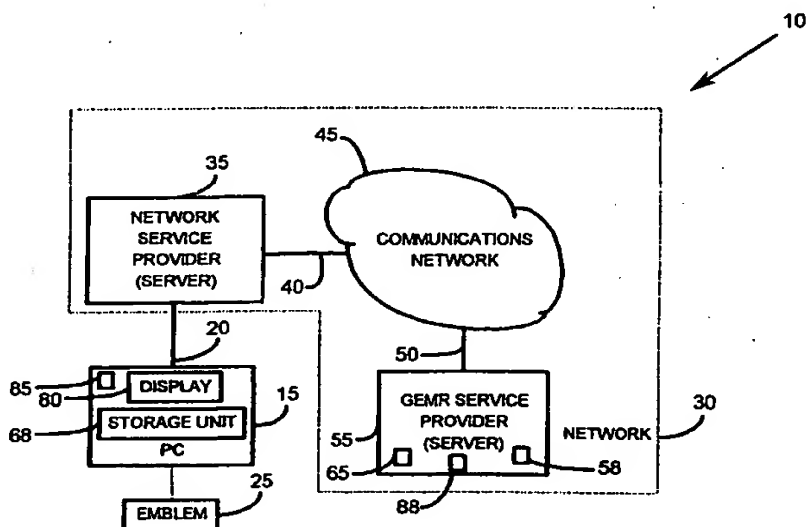 10
45
35
NETWORK
SERVICE
PROVIDER
(SERVER)
COMMUNICATIONS
NETWORK
40
20
50
85
DISPLAY
80
15
STORAGE UNIT
68
PC
GEMR SERVICE
PROVIDER
(SERVER)
55
NETWORK
30
65
88
58
25
EMBLEM